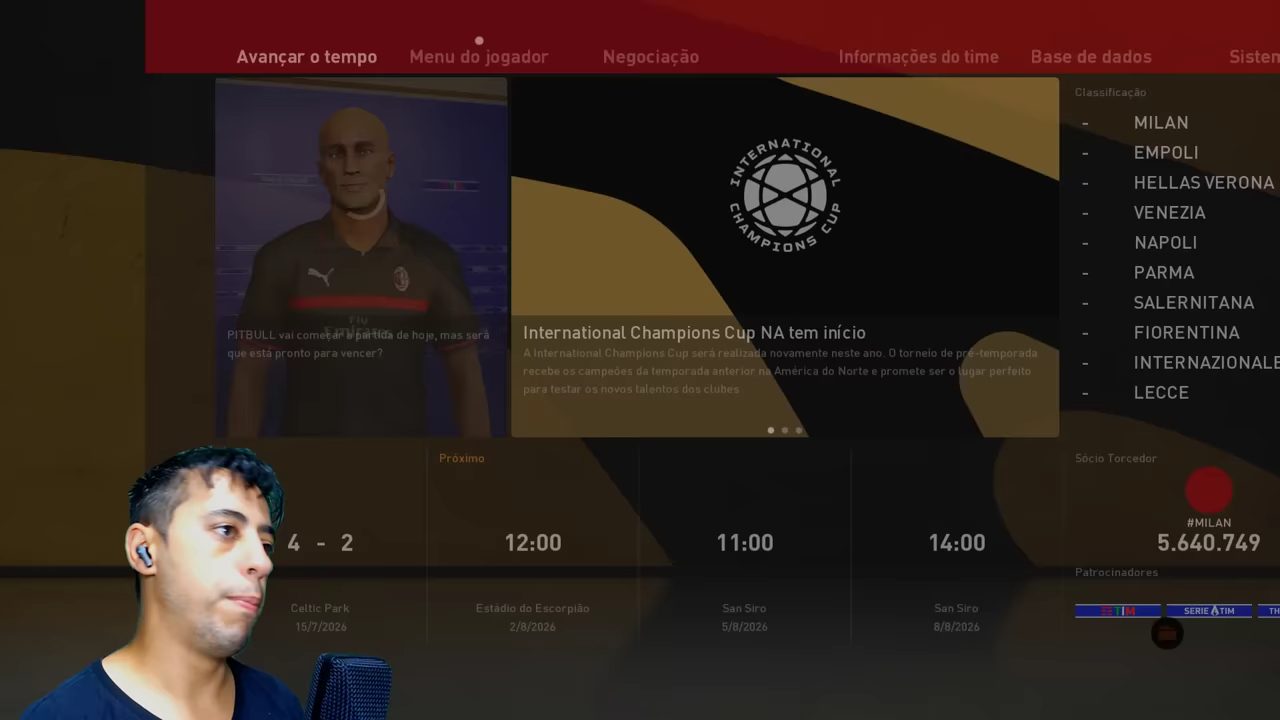 Avançar o tempo
Menu do jogador
Negociação
Informações do time
Base de dados
Sistem
PITBULL vai começar a partida de hoje, mas será
que está pronto para vencer?
Fly
Emirates
INTERNATIONAL
CHAMPIONS CUP
International Champions Cup NA tem início
A International Champions Cup será realizada novamente neste ano. O torneio de pré-temporada
recebe os campeões da temporada anterior na América do Norte e promete ser o lugar perfeito
para testar os novos talentos dos clubes.
Classificação
- MILAN
- EMPOLI
- HELLAS VERONA
- VENEZIA
- NAPOLI
- PARMA
- SALERNITANA
- FIORENTINA
- INTERNAZIONALE
- LECCE
4 - 2
Celtic Park
15/7/2026
Próximo
12:00
Estádio do Escorpião
2/8/2026
11:00
San Siro
5/8/2026
14:00
San Siro
8/8/2026
Sócio Torcedor
#MILAN
5.640.749
Patrocinadores
TIM
SERIE A TIM
TH